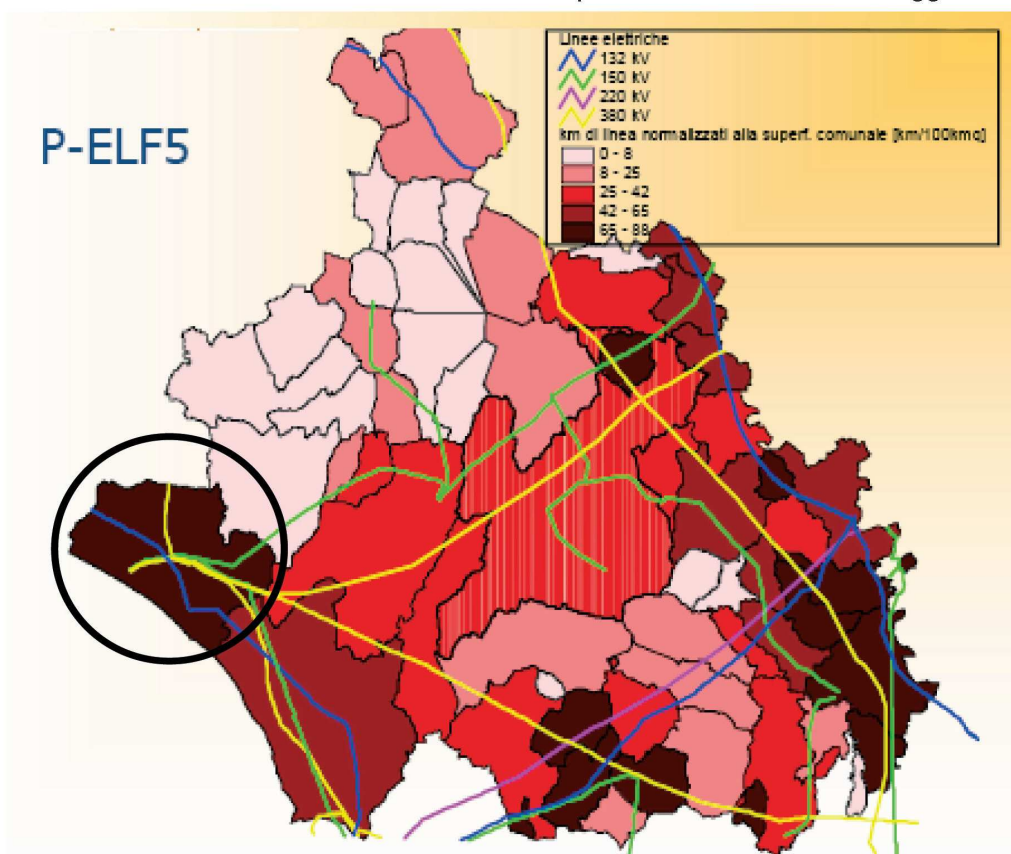 P-ELF5
Linee elettriche
132 kV
150 kV
220 kV
380 kV
km di linea normalizzati alla superf. comunale [km/100kmq]
0 - 8
8 - 25
25 - 42
42 - 65
65 - 88